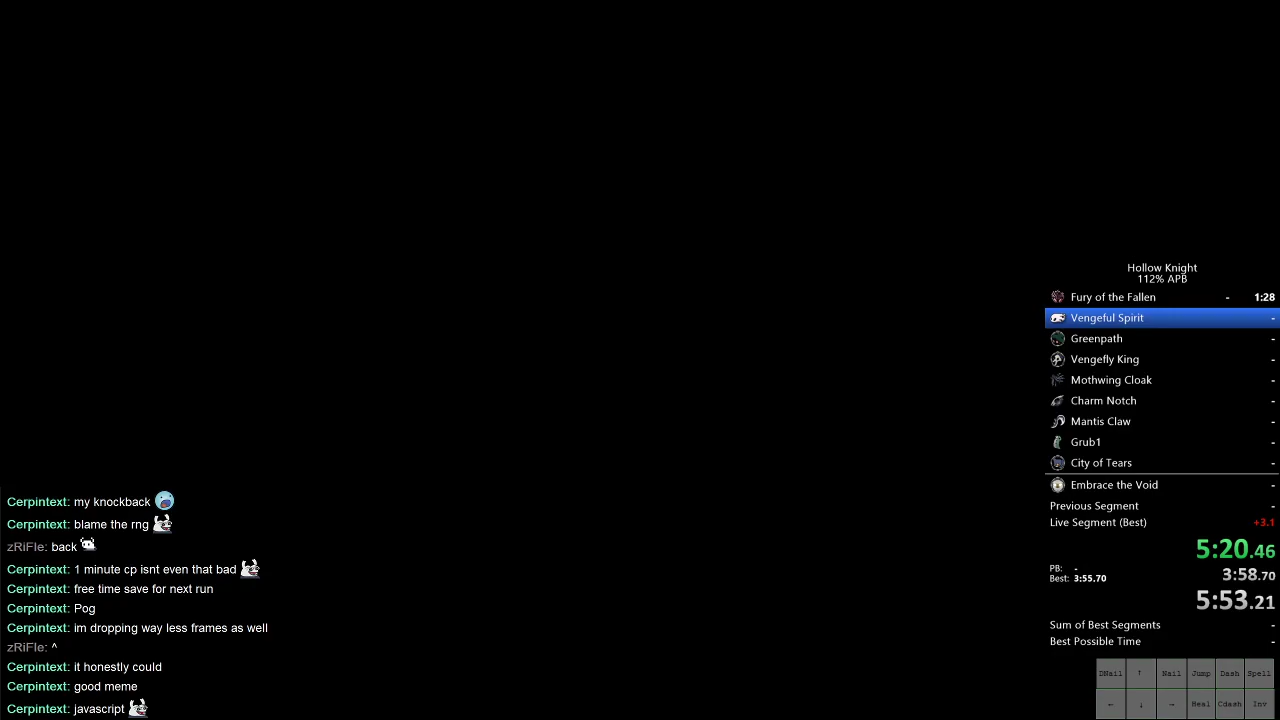 Hollow Knight
112% APB
Fury of the Fallen - 1:28
Vengeful Spirit -
Greenpath -
Vengefly King -
Mothwing Cloak -
Charm Notch -
Mantis Claw -
Grub1 -
City of Tears -
Embrace the Void -
Previous Segment -
Live Segment (Best) +3.1
5:20.46
PB: -
Best: 3:55.70
3:58.70
5:53.21
Sum of Best Segments -
Best Possible Time -
DNail ↑ Nail Jump Dash Spell
← ↓ → Heal Cdash Inv
Cerpintext: my knockback
Cerpintext: blame the rng
zRiFle: back
Cerpintext: 1 minute cp isnt even that bad
Cerpintext: free time save for next run
Cerpintext: Pog
Cerpintext: im dropping way less frames as well
zRiFle: ^
Cerpintext: it honestly could
Cerpintext: good meme
Cerpintext: javascript